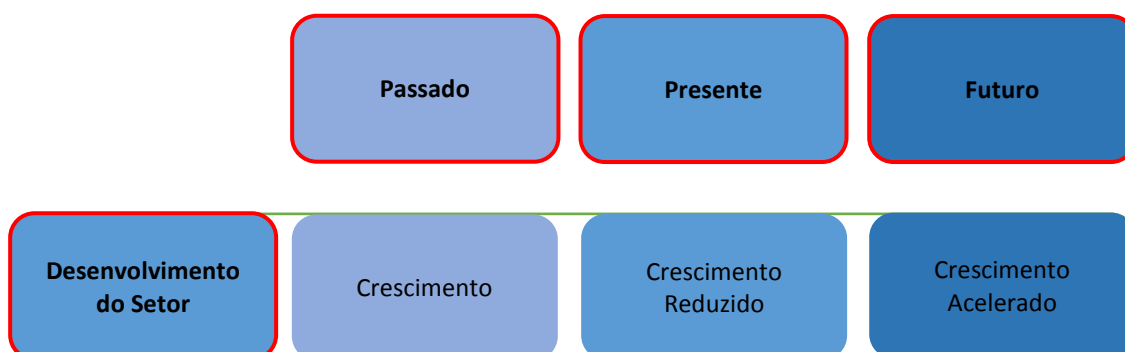 Passado
Presente
Futuro
Desenvolvimento
do Setor
Crescimento
Crescimento
Reduzido
Crescimento
Acelerado